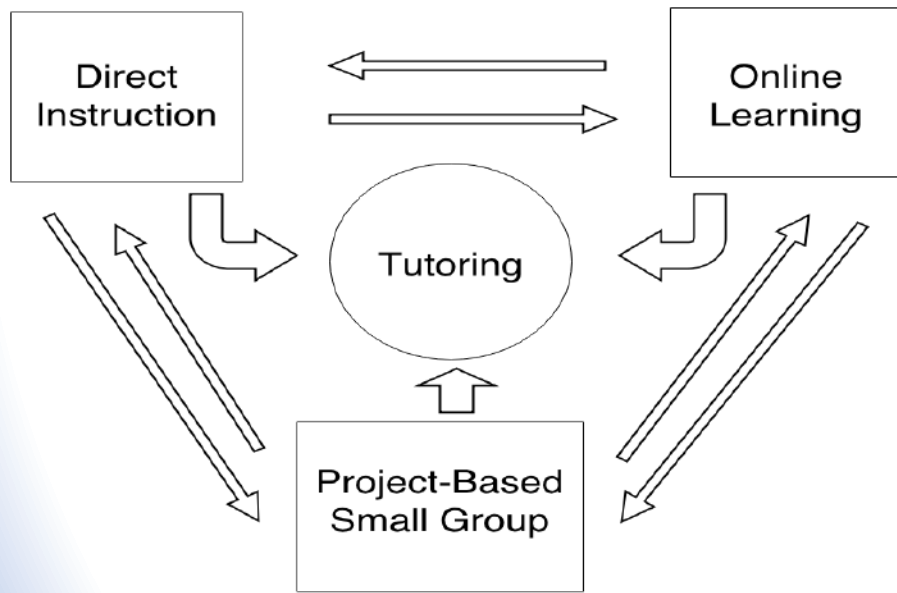 Direct
Instruction
Online
Learning
Tutoring
Project-Based
Small Group